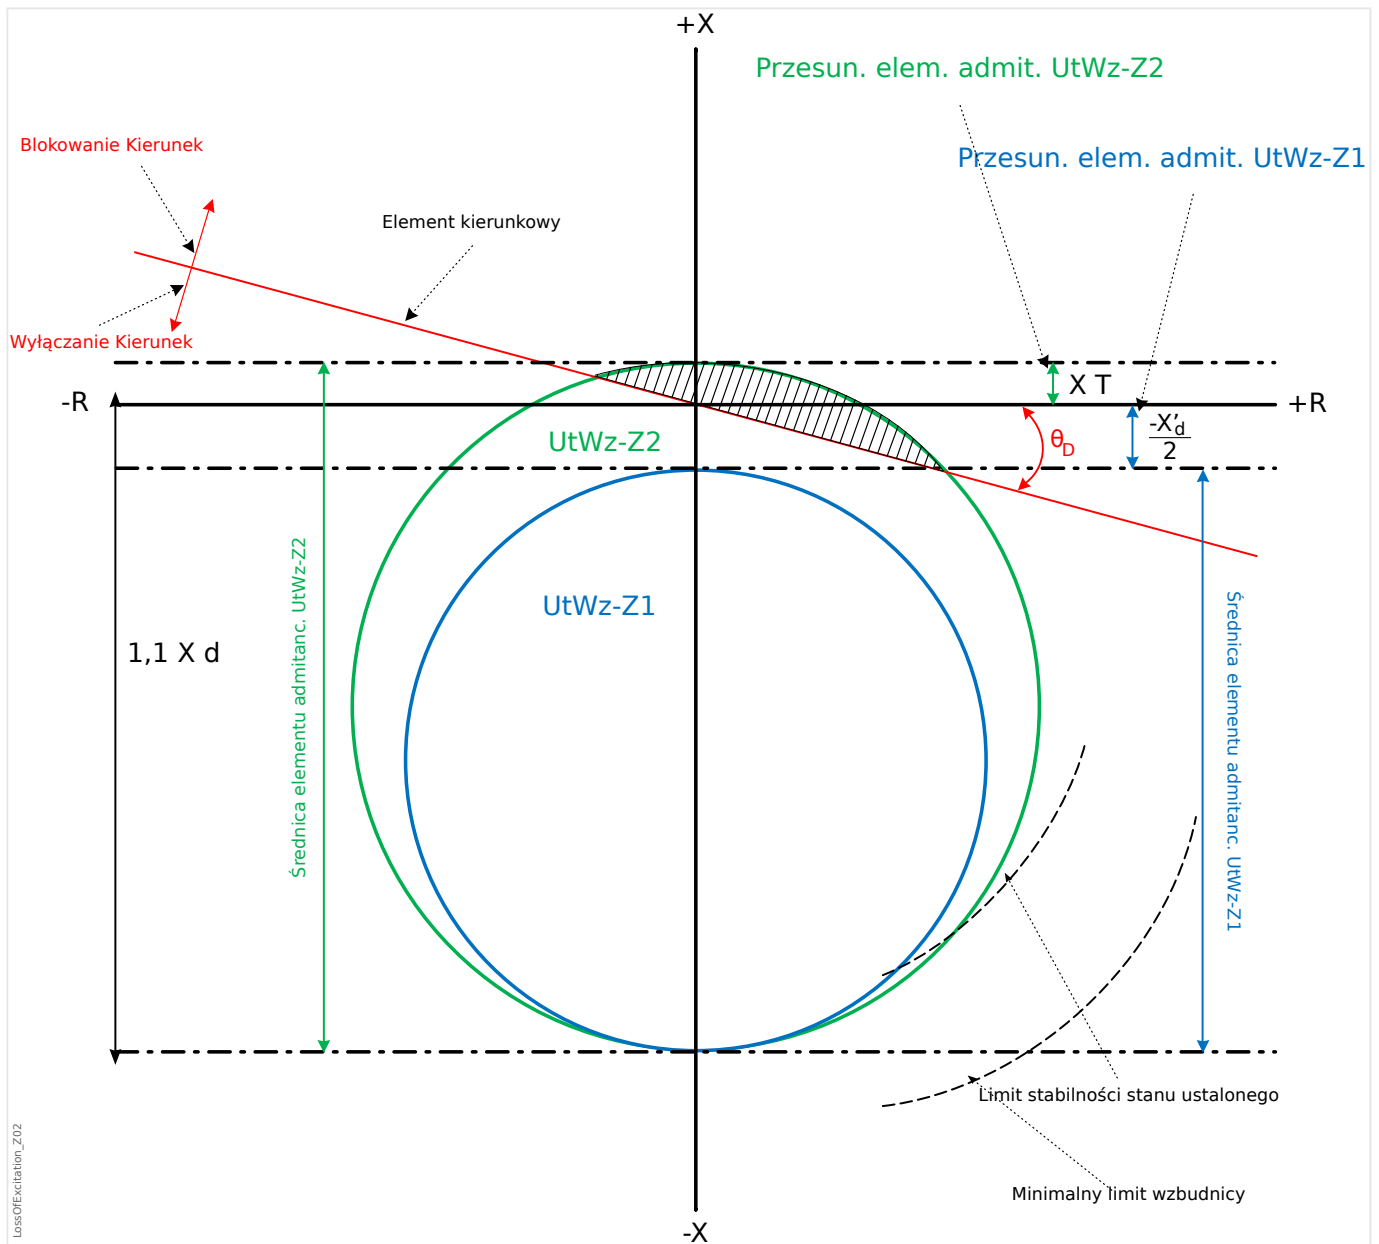 +X
Przesun. elem. admit. UtWz-Z2
Blokowanie Kierunek
Przesun. elem. admit. UtWz-Z1
Element kierunkowy
Wyłączanie Kierunek
-R
X T
+R
-X'd
2
θD
UtWz-Z2
UtWz-Z1
Średnica elementu admitanc. UtWz-Z2
1,1 X d
Średnica elementu admitanc. UtWz-Z1
Limit stabilności stanu ustalonego
Minimalny limit wzbudnicy
LossOfExcitation_Z02
-X